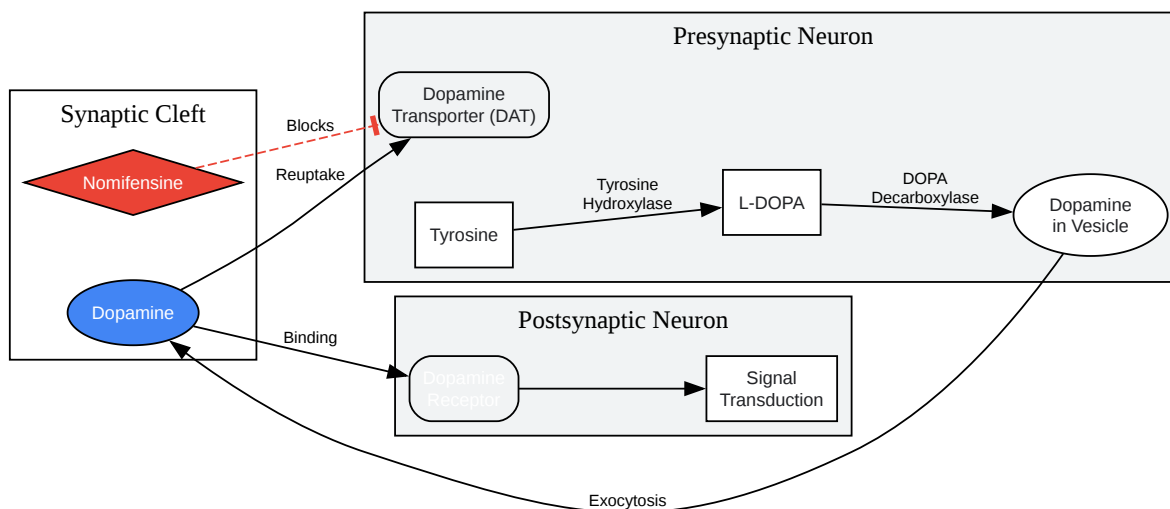 Presynaptic Neuron
Dopamine
Transporter (DAT)
Synaptic Cleft
Blocks
Nomifensine
Reuptake
Tyrosine
Hydroxylase
DOPA
Decarboxylase
L-DOPA
Tyrosine
Dopamine
in Vesicle
Dopamine
Postsynaptic Neuron
Binding
Dopamine
Receptor
Signal
Transduction
Exocytosis